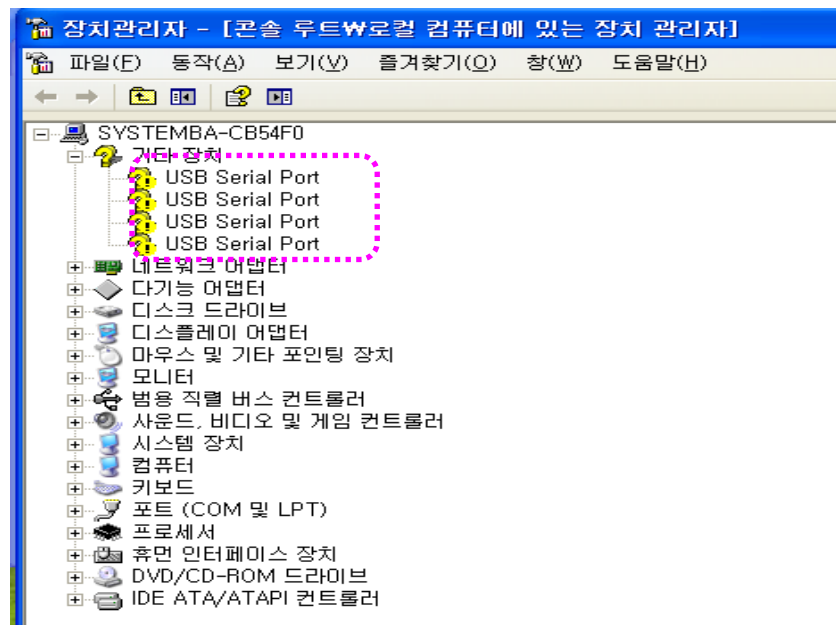 장치관리자 - [콘솔 루트₩로컬 컴퓨터에 있는 장치 관리자]
파일(F) 동작(A) 보기(V) 즐겨찾기(O) 창(W) 도움말(H)
SYSTEMBA-CB54F0
기타 장치
USB Serial Port
USB Serial Port
USB Serial Port
USB Serial Port
네트워크 어댑터
다기능 어댑터
디스크 드라이브
디스플레이 어댑터
마우스 및 기타 포인팅 장치
모니터
범용 직렬 버스 컨트롤러
사운드, 비디오 및 게임 컨트롤러
시스템 장치
컴퓨터
키보드
포트 (COM 및 LPT)
프로세서
휴먼 인터페이스 장치
DVD/CD-ROM 드라이브
IDE ATA/ATAPI 컨트롤러